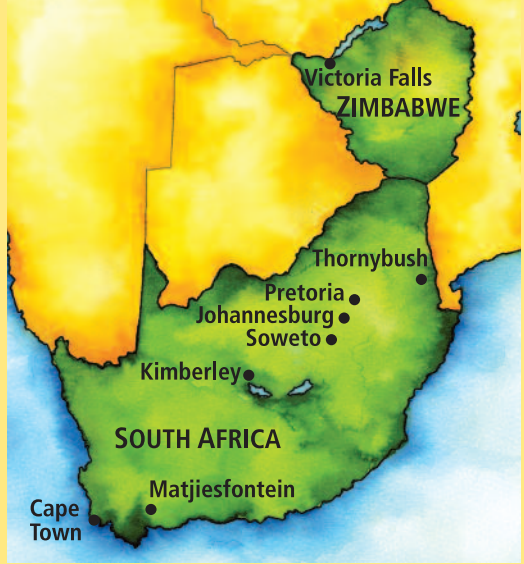 Victoria Falls
ZIMBABWE
Thornybush
Pretoria
Johannesburg
Soweto
Kimberley
SOUTH AFRICA
Matjiesfontein
Cape
Town